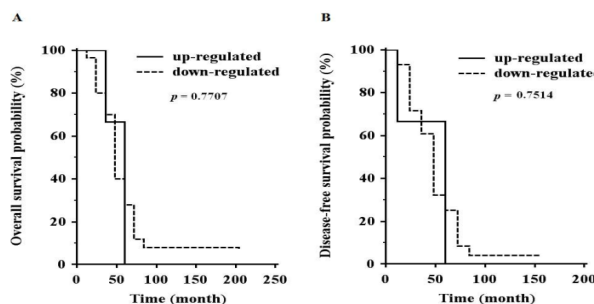 A
Overall survival probability (%)
100
80
60
40
20
0
up-regulated
down-regulated
p = 0.7707
0 50 100 150 200 250
Time (month)
B
Disease-free survival probability (%)
100
80
60
40
20
0
up-regulated
down-regulated
p = 0.7514
0 50 100 150 200
Time (month)